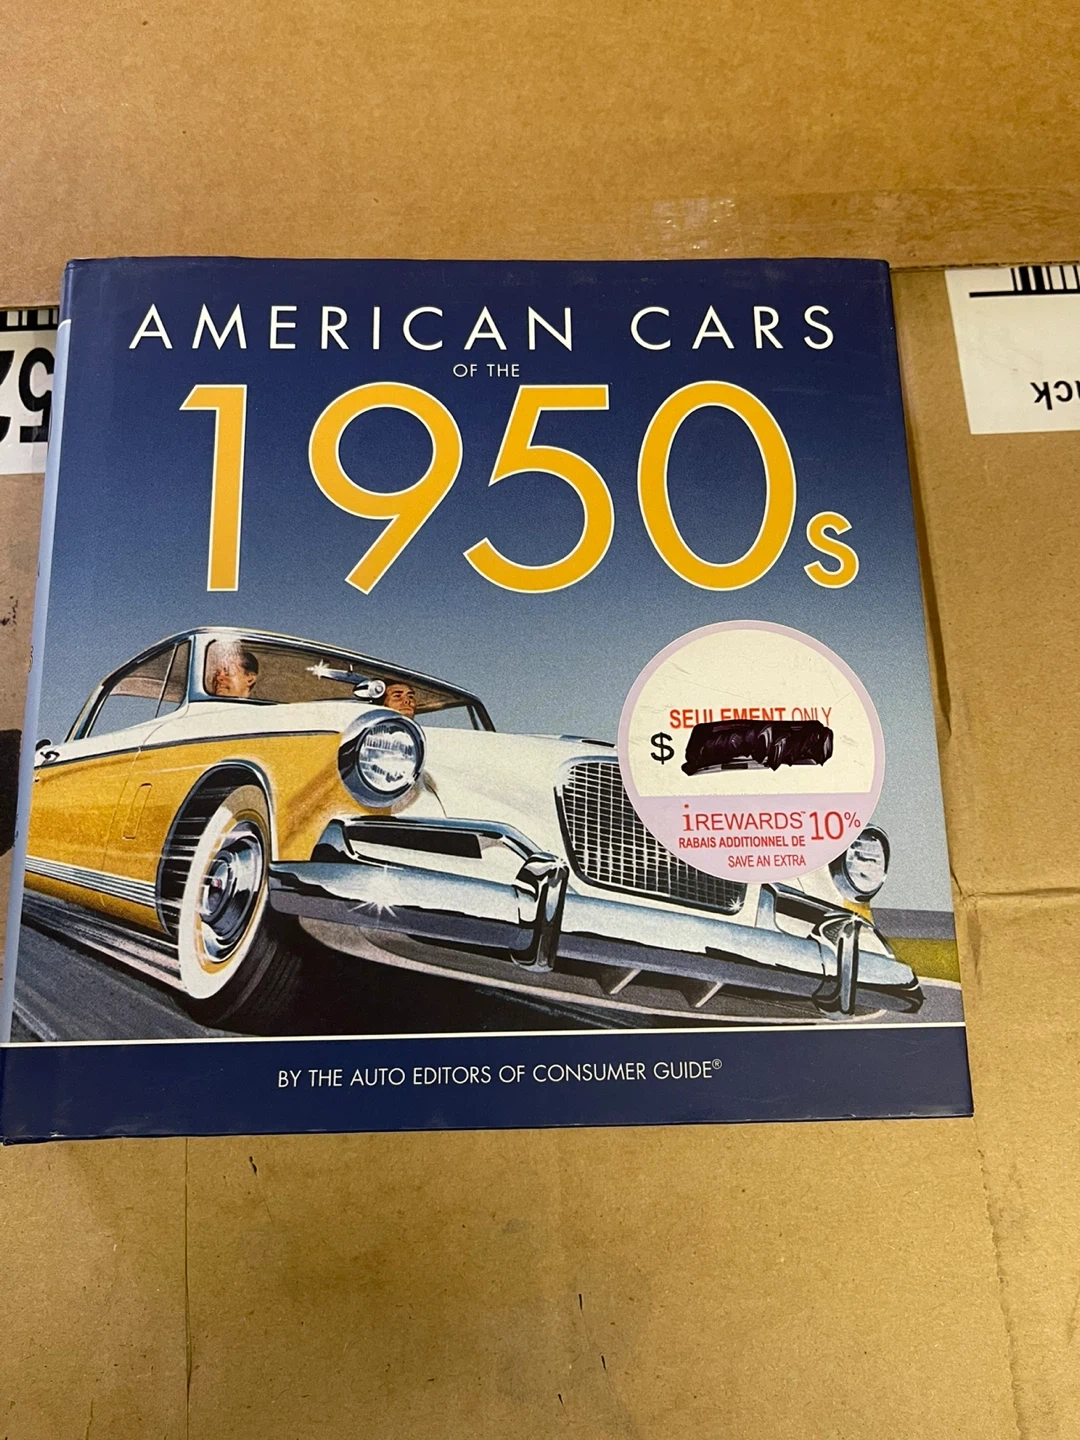 AMERICAN CARS
OF THE
1950s
SEULEMENT ONLY
$
iREWARDS™ 10%
RABAIS ADDITIONNEL DE
SAVE AN EXTRA
BY THE AUTO EDITORS OF CONSUMER GUIDE®